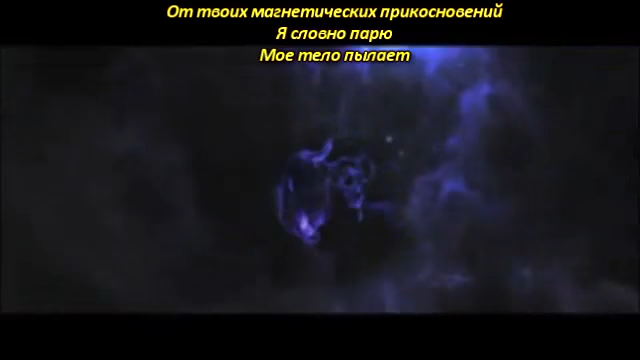 От твоих магнетических прикосновений
Я словно парю
Мое тело пылает